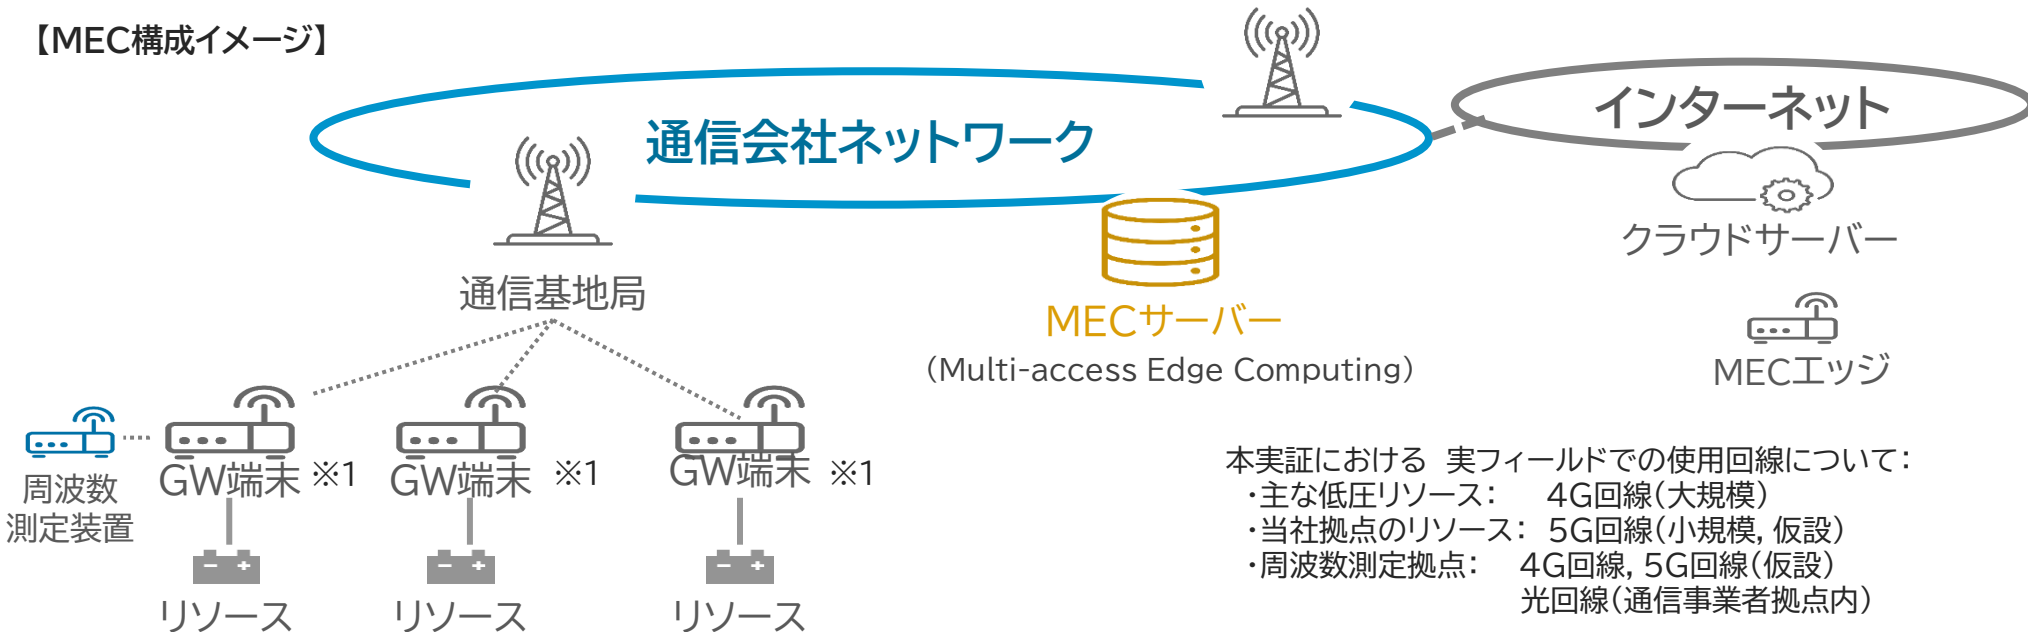 【MEC構成イメージ】
通信会社ネットワーク
インターネット
クラウドサーバー
通信基地局
MECサーバー
（Multi-access Edge Computing）
MECエッジ
周波数
測定装置
GW端末 ※1
GW端末 ※1
GW端末 ※1
リソース
リソース
リソース
本実証における　実フィールドでの使用回線について：
・主な低圧リソース：　4G回線（大規模）
・当社拠点のリソース：　5G回線（小規模，仮設）
・周波数測定拠点：　4G回線，5G回線（仮設）
光回線（通信事業者拠点内）